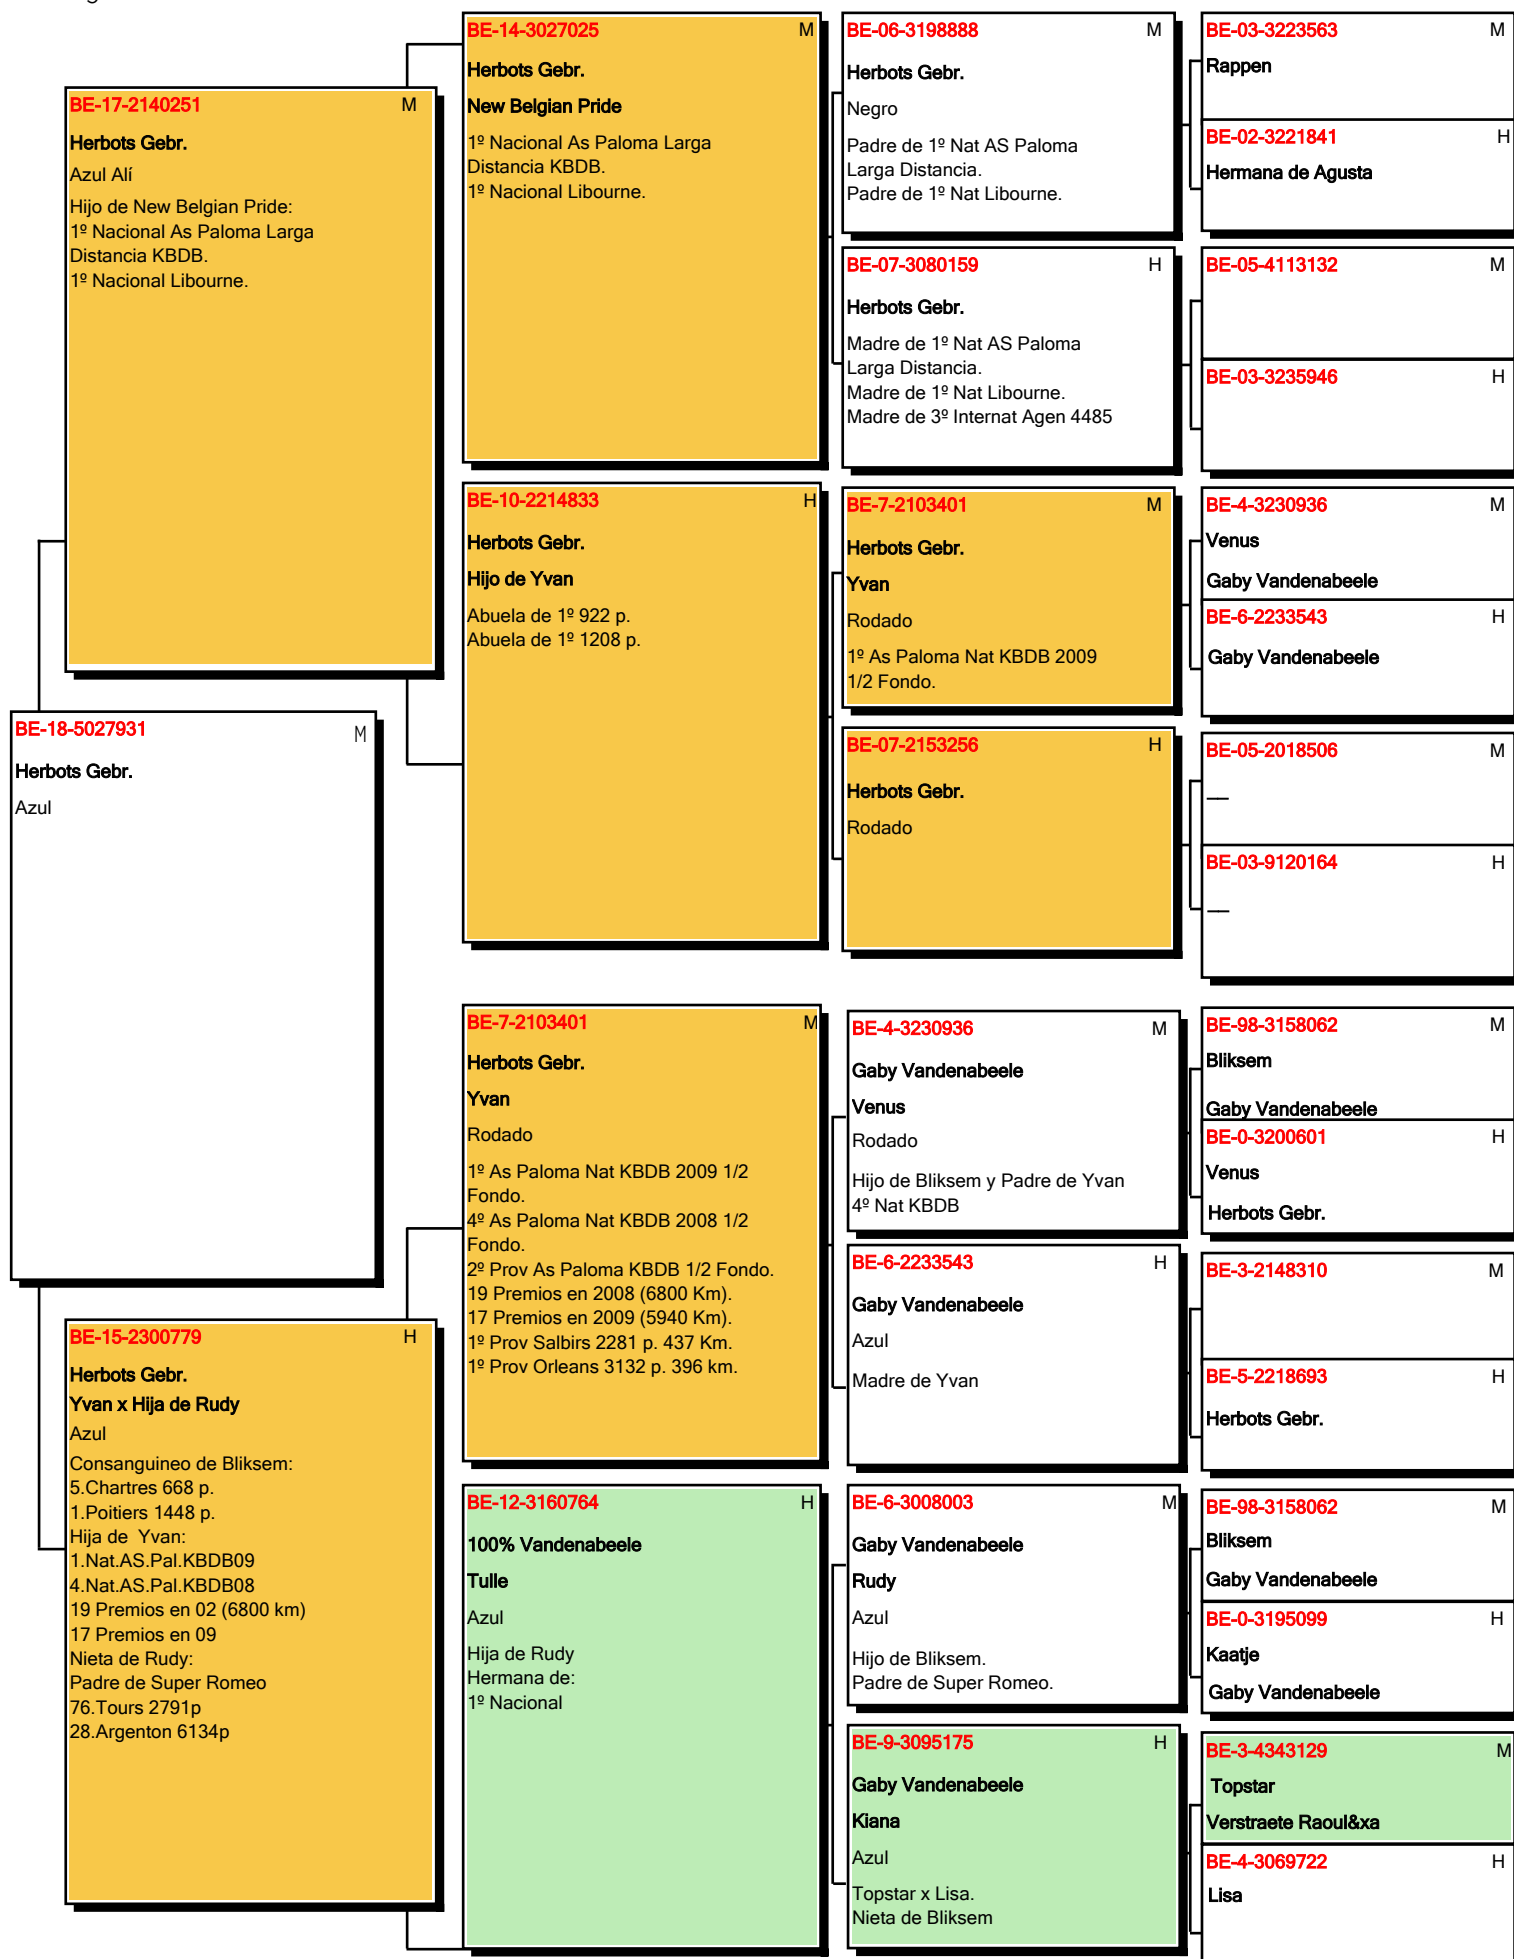 BE-18-5027931 M
Herbots Gebr.
Azul
BE-17-2140251 M
Herbots Gebr.
Azul Alí
Hijo de New Belgian Pride:
1º Nacional As Paloma Larga
Distancia KBDB.
1º Nacional Libourne.
BE-15-2300779 H
Herbots Gebr.
Yvan x Hija de Rudy
Azul
Consanguineo de Bliksem:
5.Chartres 668 p.
1.Poitiers 1448 p.
Hija de  Yvan:
1.Nat.AS.Pal.KBDB09
4.Nat.AS.Pal.KBDB08
19 Premios en 02 (6800 km)
17 Premios en 09
Nieta de Rudy:
Padre de Super Romeo
76.Tours 2791p
28.Argenton 6134p
BE-14-3027025 M
Herbots Gebr.
New Belgian Pride
1º Nacional As Paloma Larga
Distancia KBDB.
1º Nacional Libourne.
BE-10-2214833 H
Herbots Gebr.
Hijo de Yvan
Abuela de 1º 922 p.
Abuela de 1º 1208 p.
BE-7-2103401 M
Herbots Gebr.
Yvan
Rodado
1º As Paloma Nat KBDB 2009 1/2
Fondo.
4º As Paloma Nat KBDB 2008 1/2
Fondo.
2º Prov As Paloma KBDB 1/2 Fondo.
19 Premios en 2008 (6800 Km).
17 Premios en 2009 (5940 Km).
1º Prov Salbirs 2281 p. 437 Km.
1º Prov Orleans 3132 p. 396 km.
BE-12-3160764 H
100% Vandenabeele
Tulle
Azul
Hija de Rudy
Hermana de:
1º Nacional
BE-06-3198888 M
Herbots Gebr.
Negro
Padre de 1º Nat AS Paloma
Larga Distancia.
Padre de 1º Nat Libourne.
BE-07-3080159 H
Herbots Gebr.
Madre de 1º Nat AS Paloma
Larga Distancia.
Madre de 1º Nat Libourne.
Madre de 3º Internat Agen 4485
BE-7-2103401 M
Herbots Gebr.
Yvan
Rodado
1º As Paloma Nat KBDB 2009
1/2 Fondo.
BE-07-2153256 H
Herbots Gebr.
Rodado
BE-4-3230936 M
Gaby Vandenabeele
Venus
Rodado
Hijo de Bliksem y Padre de Yvan
4º Nat KBDB
BE-6-2233543 H
Gaby Vandenabeele
Azul
Madre de Yvan
BE-6-3008003 M
Gaby Vandenabeele
Rudy
Azul
Hijo de Bliksem.
Padre de Super Romeo.
BE-9-3095175 H
Gaby Vandenabeele
Kiana
Azul
Topstar x Lisa.
Nieta de Bliksem
BE-03-3223563 M
Rappen
BE-02-3221841 H
Hermana de Agusta
BE-05-4113132 M
BE-03-3235946 H
BE-4-3230936 M
Venus
Gaby Vandenabeele
BE-6-2233543 H
Gaby Vandenabeele
BE-05-2018506 M
__
BE-03-9120164 H
__
BE-98-3158062 M
Bliksem
Gaby Vandenabeele
BE-0-3200601 H
Venus
Herbots Gebr.
BE-3-2148310 M
BE-5-2218693 H
Herbots Gebr.
BE-98-3158062 M
Bliksem
Gaby Vandenabeele
BE-0-3195099 H
Kaatje
Gaby Vandenabeele
BE-3-4343129 M
Topstar
Verstraete Raoul&xa
BE-4-3069722 H
Lisa